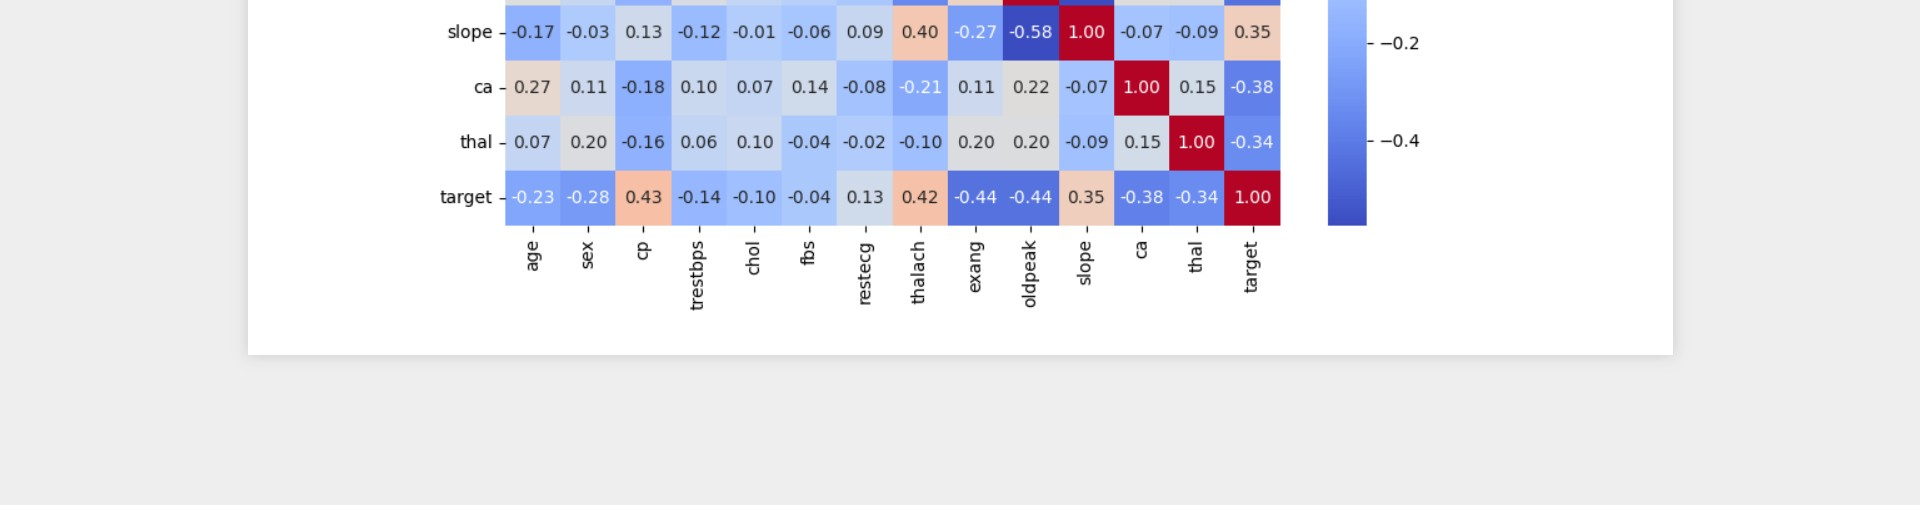 slope -0.17 -0.03 0.13 -0.12 -0.01 -0.06 0.09 0.40 -0.27 -0.58 1.00 -0.07 -0.09 0.35
−0.2
ca 0.27 0.11 -0.18 0.10 0.07 0.14 -0.08 -0.21 0.11 0.22 -0.07 1.00 0.15 -0.38
thal 0.07 0.20 -0.16 0.06 0.10 -0.04 -0.02 -0.10 0.20 0.20 -0.09 0.15 1.00 -0.34
−0.4
target -0.23 -0.28 0.43 -0.14 -0.10 -0.04 0.13 0.42 -0.44 -0.44 0.35 -0.38 -0.34 1.00
age sex cp trestbps chol fbs restecg thalach exang oldpeak slope ca thal target